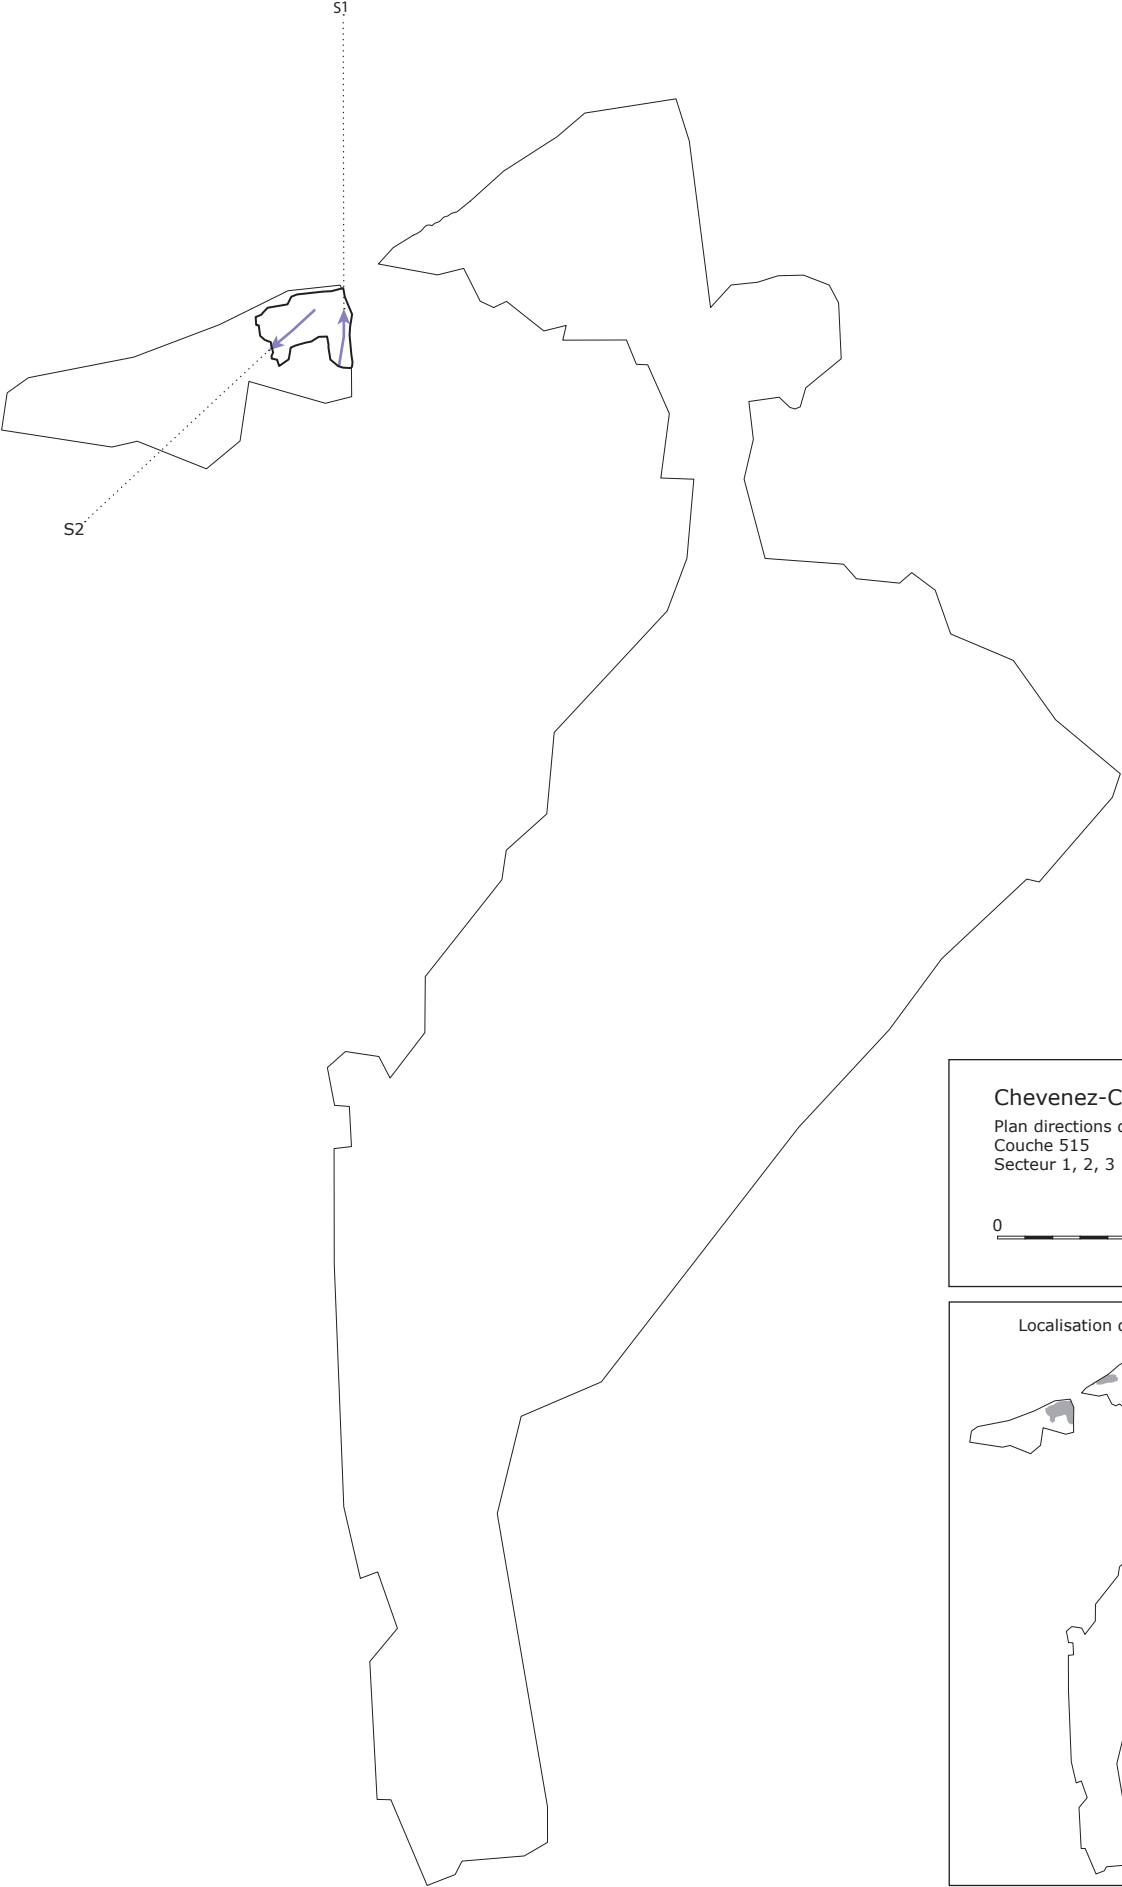 S1
S2
Chevenez-C
Plan directions
Couche 515
Secteur 1, 2, 3
0
Localisation